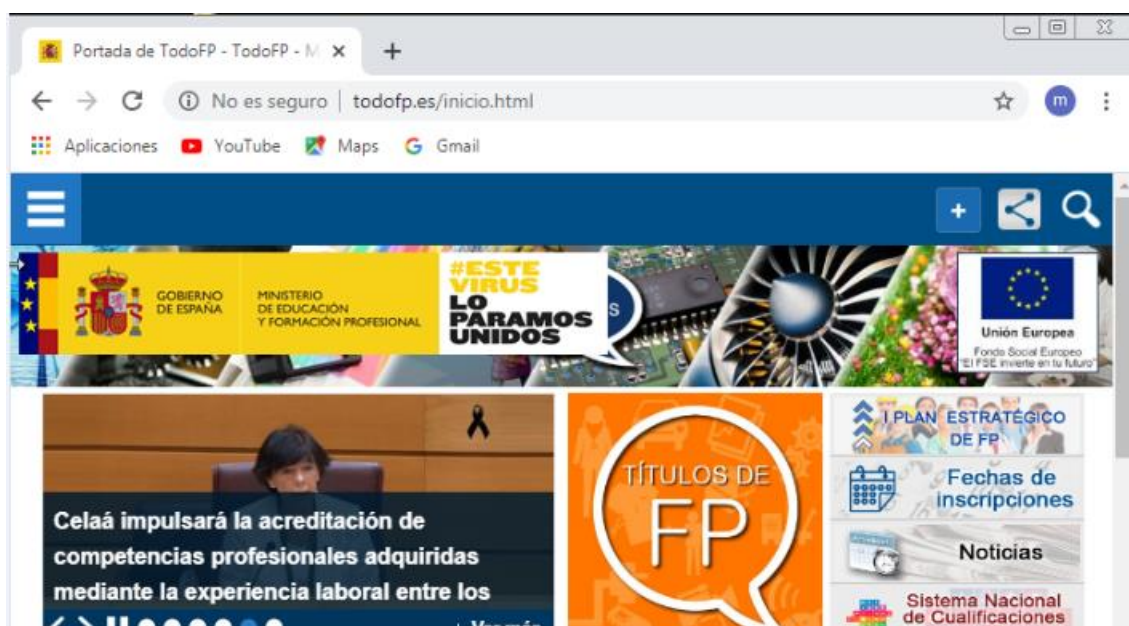 Portada de TodoFP - TodoFP - M
No es seguro | todofp.es/inicio.html
m
Aplicaciones YouTube Maps Gmail
GOBIERNO
DE ESPAÑA
MINISTERIO
DE EDUCACIÓN
Y FORMACIÓN PROFESIONAL
#ESTE
VIRUS
LO
PARAMOS
UNIDOS
S
Unión Europea
Fondo Social Europeo
"El FSE invierte en tu futuro"
Celaá impulsará la acreditación de
competencias profesionales adquiridas
mediante la experiencia laboral entre los
TÍTULOS DE
FP
I PLAN ESTRATÉGICO
DE FP
Fechas de
inscripciones
Noticias
Sistema Nacional
de Cualificaciones